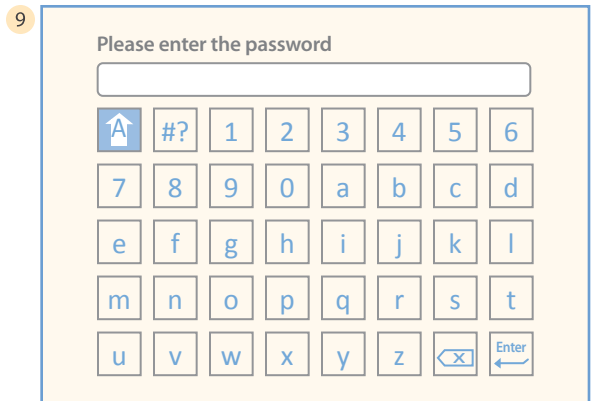 9
Please enter the password
A #? 1 2 3 4 5 6
7 8 9 0 a b c d
e f g h i j k l
m n o p q r s t
u v w x y z x Enter